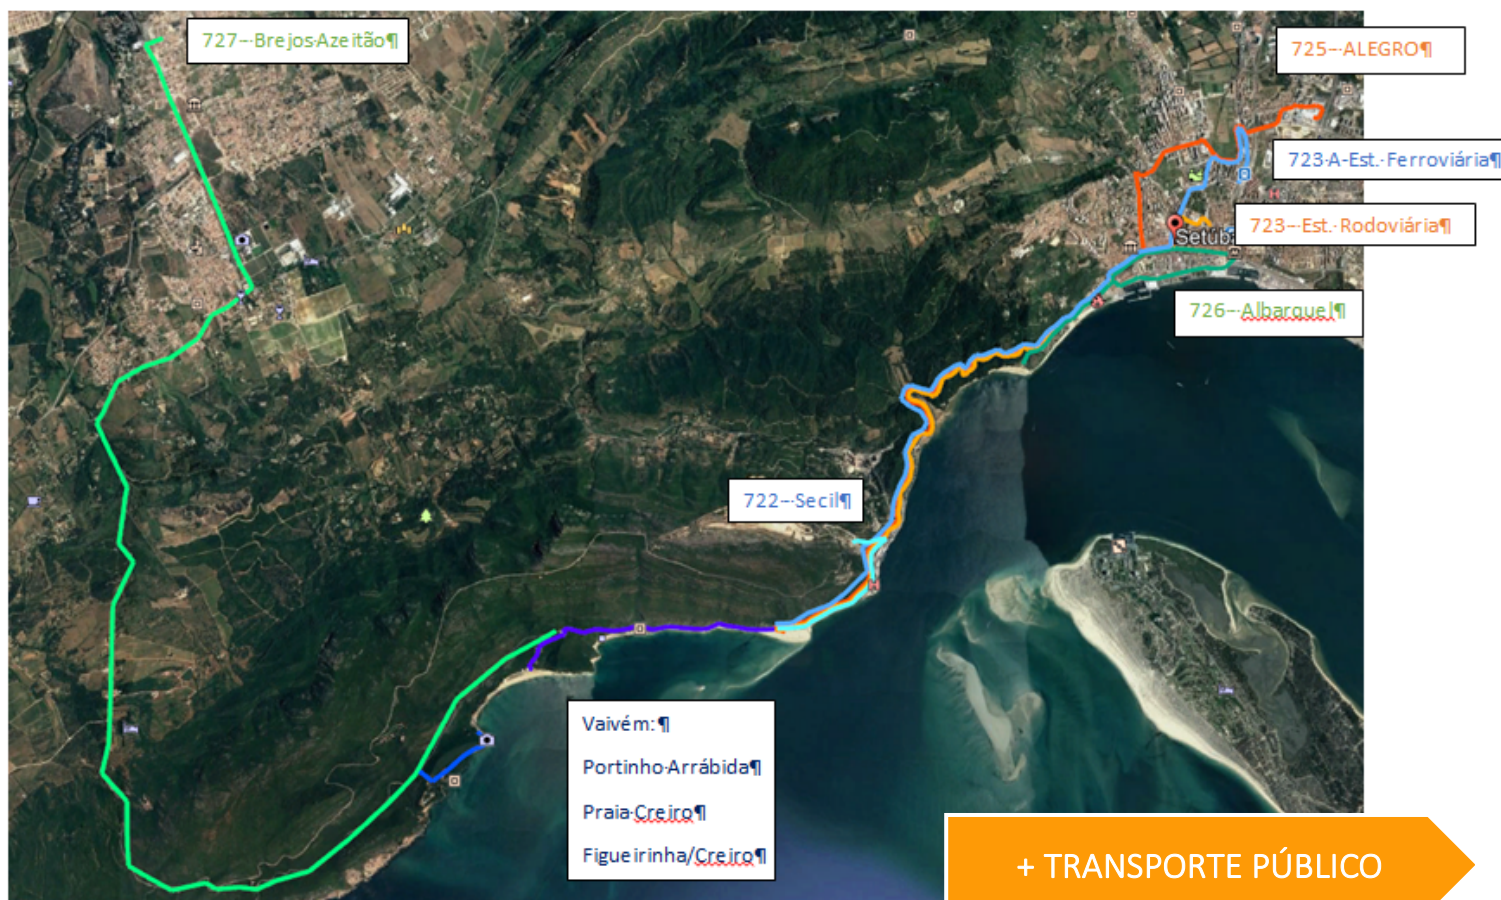 727–·Brejos·Azeitão¶
725–·ALEGRO¶
723·A-Est.·Ferroviária¶
723–·Est.·Rodoviária¶
Setúb
726–·Albarquel¶
722–·Secil¶
Vaivém:¶
Portinho·Arrábida¶
Praia·Creiro¶
Figueirinha/Creiro¶
+ TRANSPORTE PÚBLICO